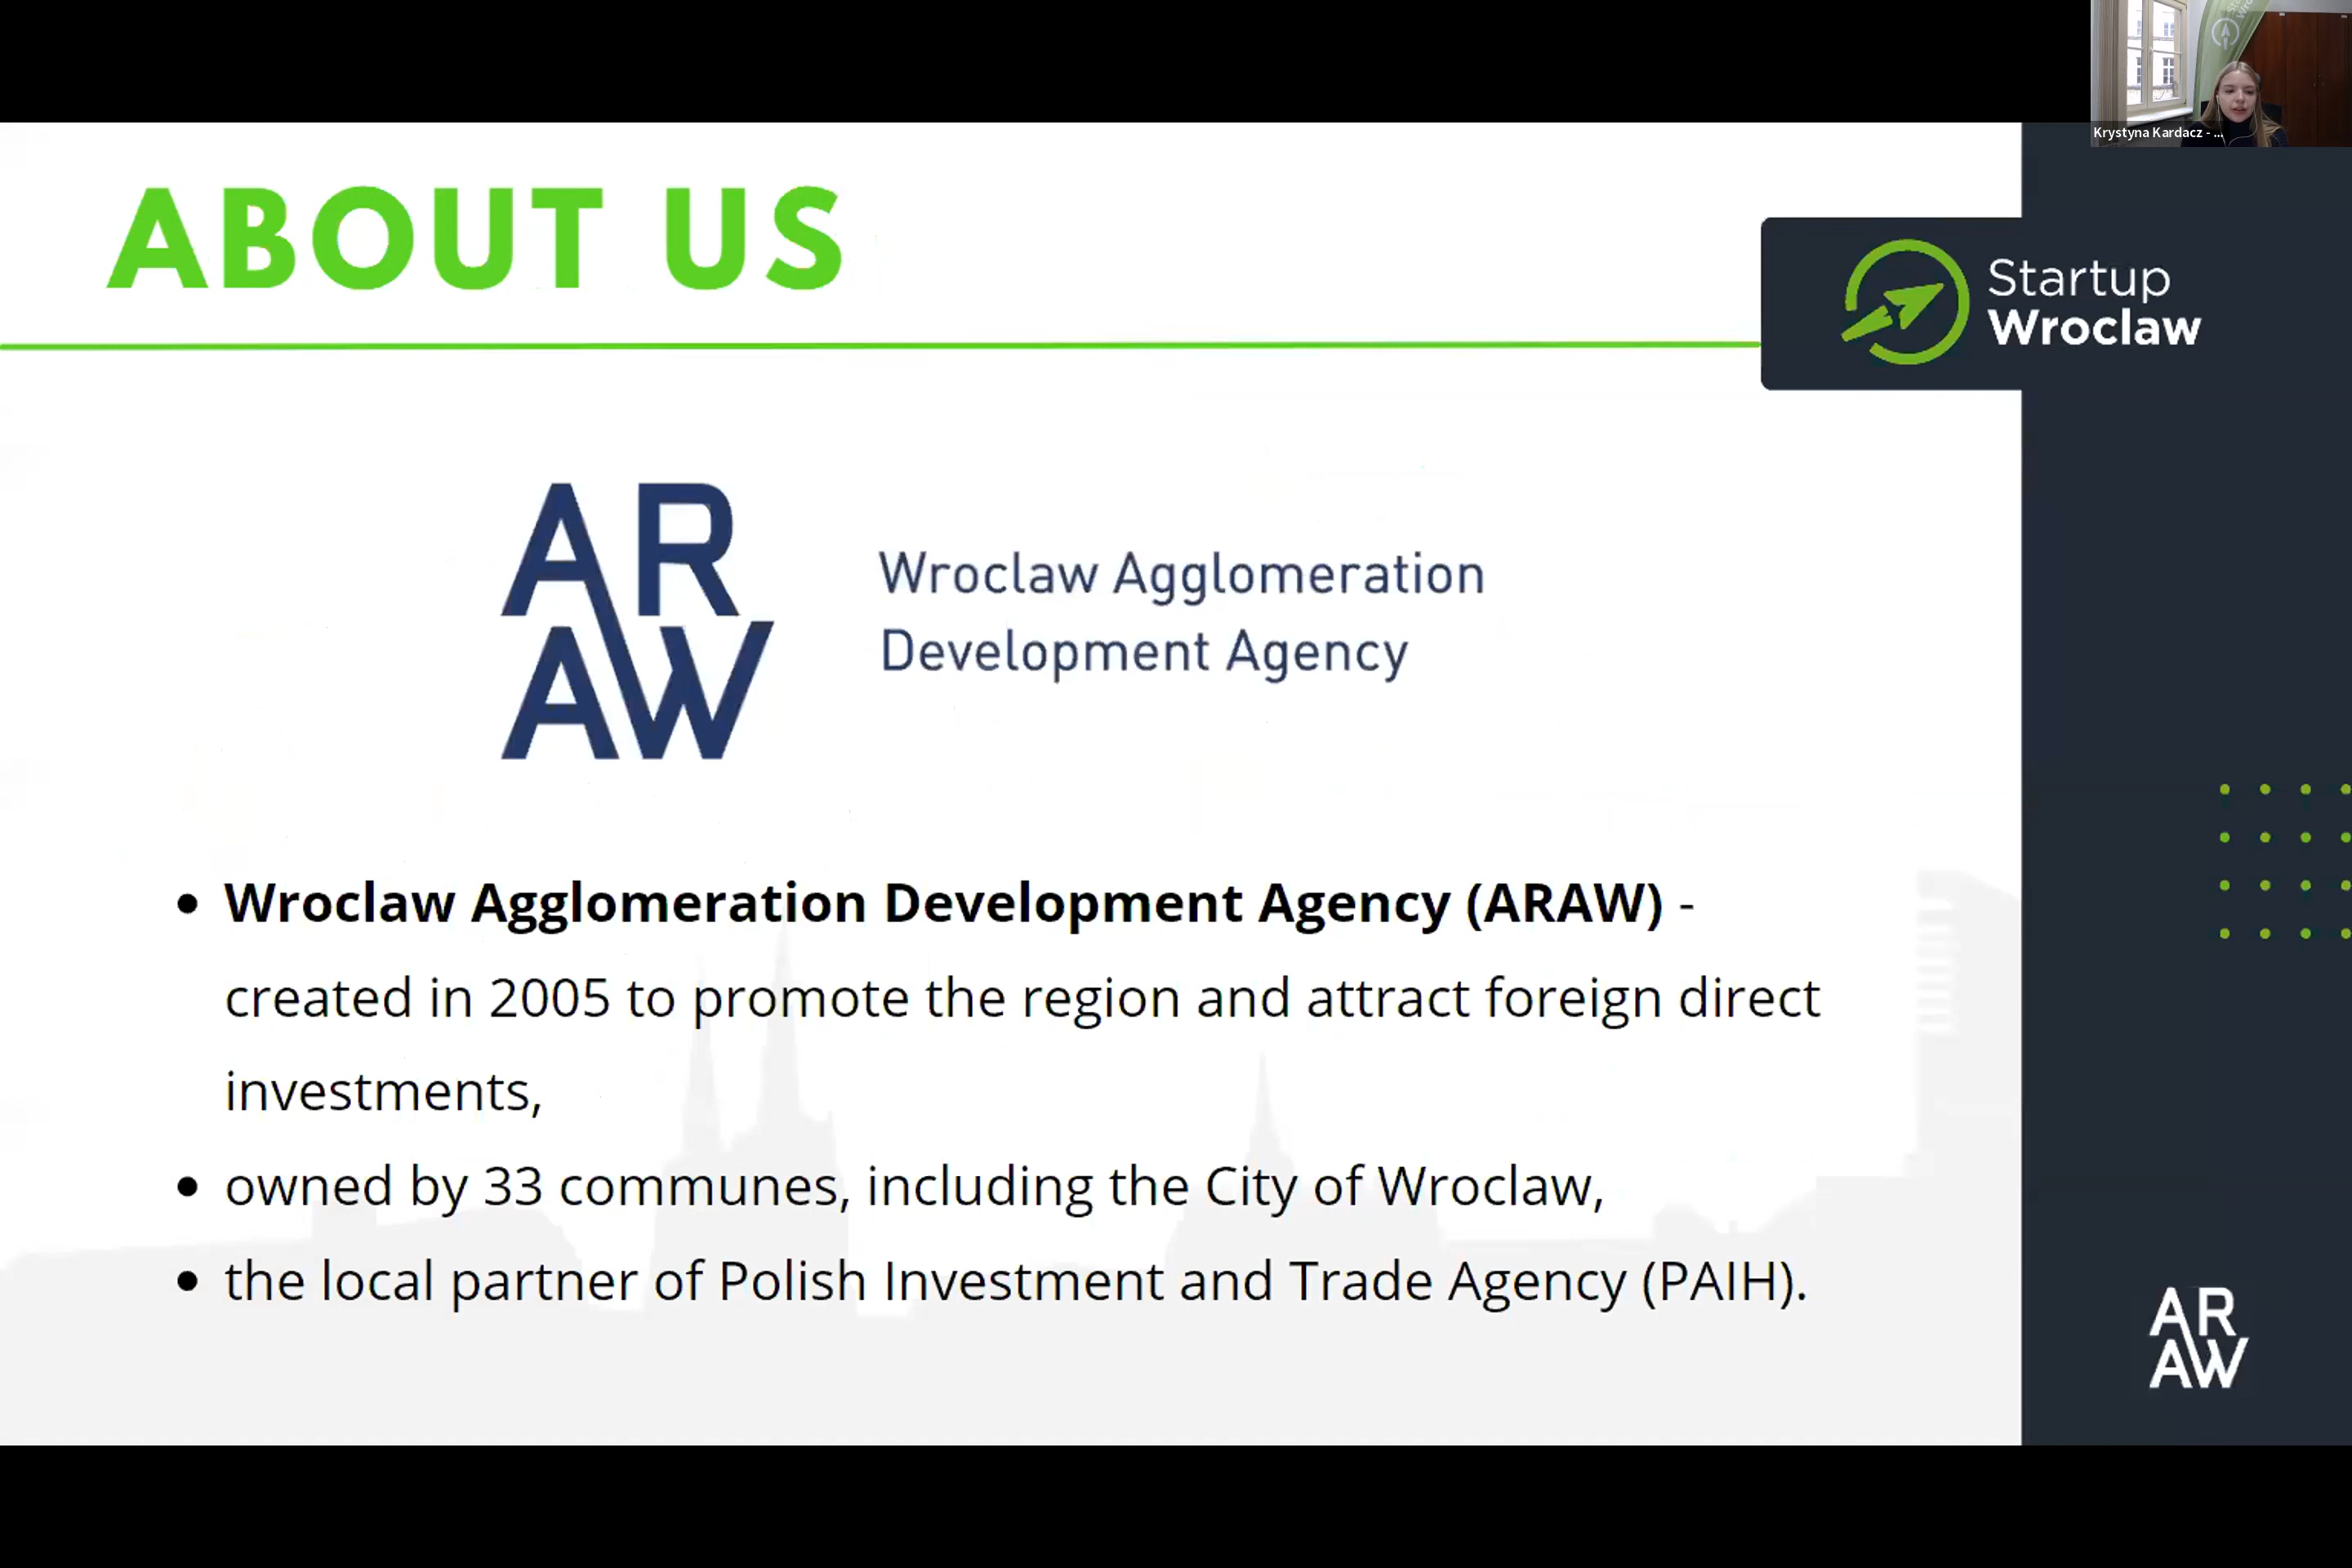 Krystyna Kardacz - ...
ABOUT US
Startup
Wroclaw
AR
AW
Wroclaw Agglomeration
Development Agency
• Wroclaw Agglomeration Development Agency (ARAW) -
created in 2005 to promote the region and attract foreign direct
investments,
• owned by 33 communes, including the City of Wroclaw,
• the local partner of Polish Investment and Trade Agency (PAIH).
AR
AW